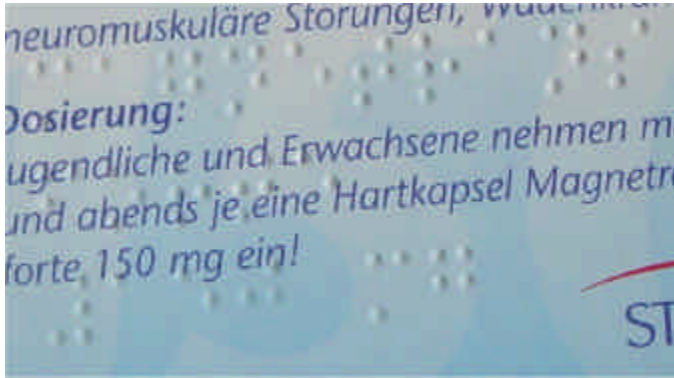 neuromuskuläre Störungen,
Dosierung:
ugendliche und Erwachsene nehmen m
und abends je eine Hartkapsel Magnetr
forte 150 mg ein!
ST